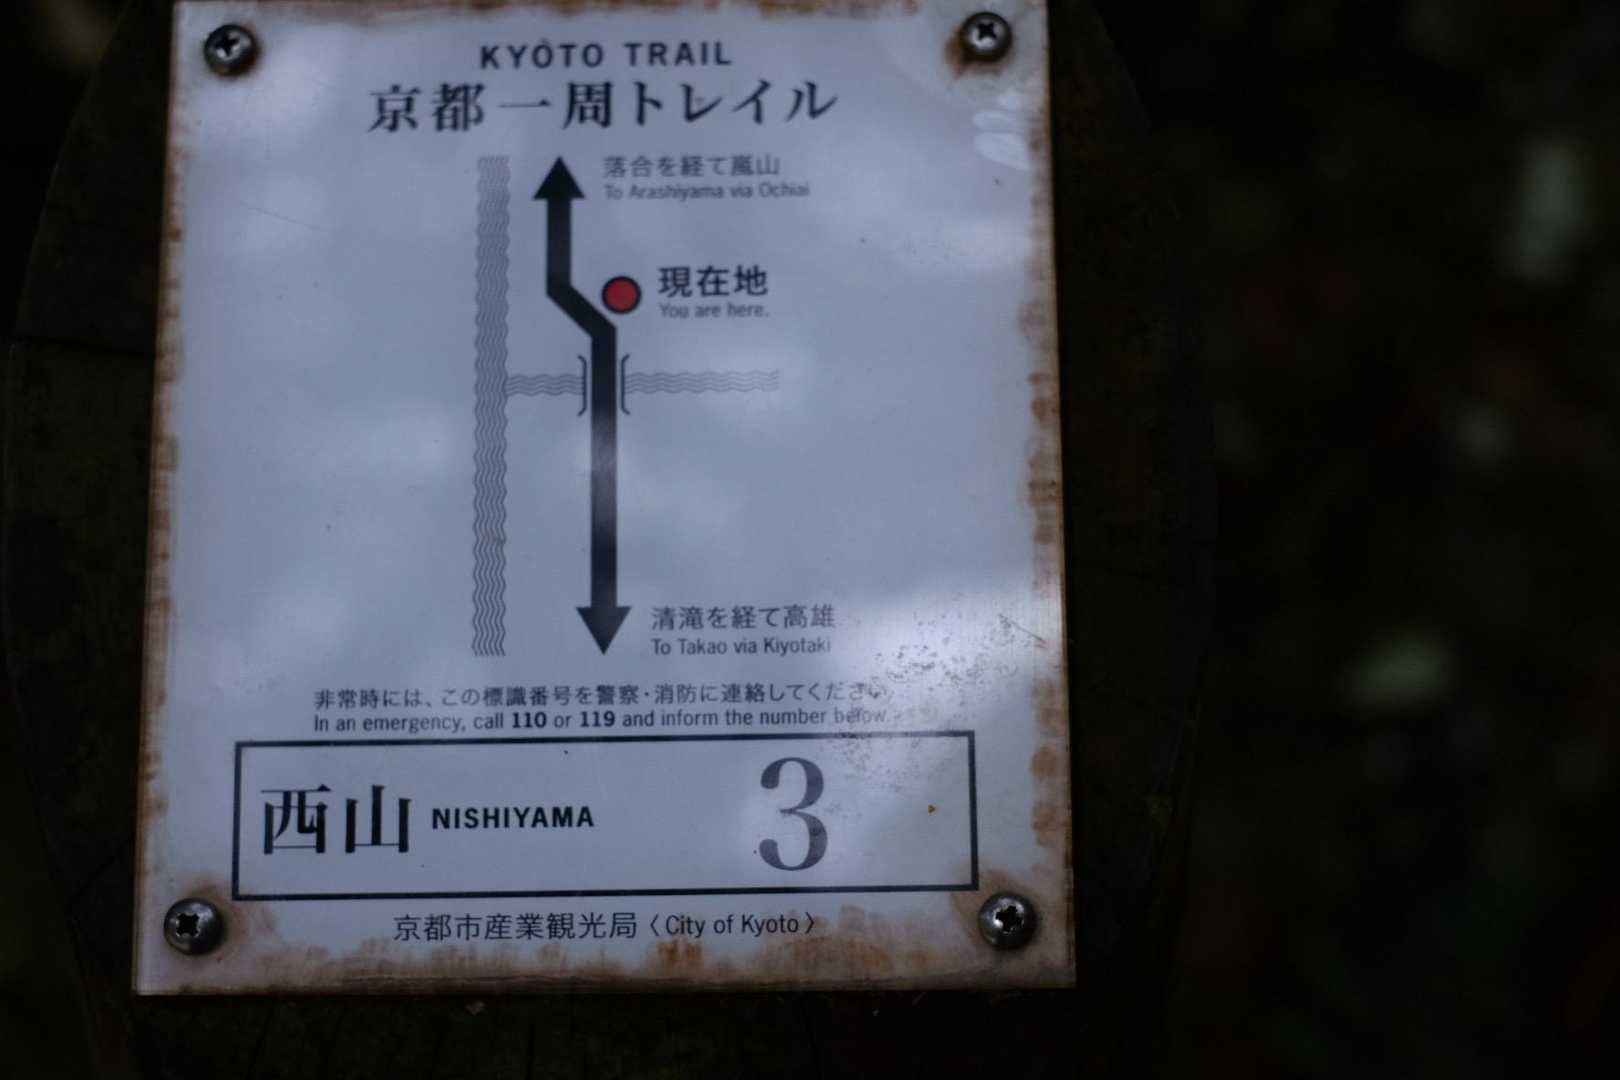 KYOTO TRAIL
京都一周トレイル
落合を経て嵐山
To Arashiyama via Ochiai
現在地
You are here.
清滝を経て高雄
To Takao via Kiyotaki
非常時には、この標識番号を警察・消防に連絡してください。
In an emergency, call 110 or 119 and inform the number below.
西山 NISHIYAMA 3
京都市産業観光局〈City of Kyoto〉